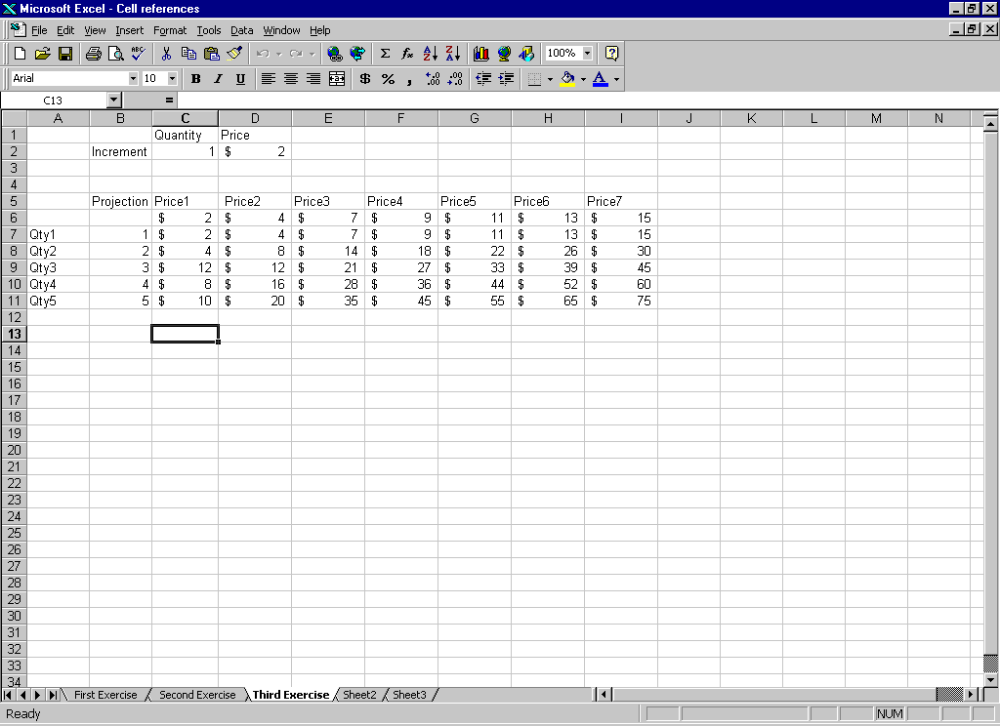 Microsoft Excel - Cell references
File Edit View Insert Format Tools Data Window Help
100%
Arial 10 B I U $ % ,
C13 =
A B C D E F G H I J K L M N
1 Quantity Price
2 Increment 1 $ 2
3
4
5 Projection Price1 Price2 Price3 Price4 Price5 Price6 Price7
6 $ 2 $ 4 $ 7 $ 9 $ 11 $ 13 $ 15
7 Qty1 1 $ 2 $ 4 $ 7 $ 9 $ 11 $ 13 $ 15
8 Qty2 2 $ 4 $ 8 $ 14 $ 18 $ 22 $ 26 $ 30
9 Qty3 3 $ 12 $ 12 $ 21 $ 27 $ 33 $ 39 $ 45
10 Qty4 4 $ 8 $ 16 $ 28 $ 36 $ 44 $ 52 $ 60
11 Qty5 5 $ 10 $ 20 $ 35 $ 45 $ 55 $ 65 $ 75
12
13
14
15
16
17
18
19
20
21
22
23
24
25
26
27
28
29
30
31
32
33
34
First Exercise Second Exercise Third Exercise Sheet2 Sheet3
Ready NUM